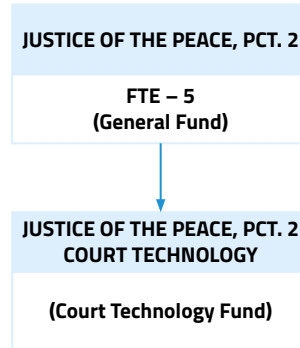 JUSTICE OF THE PEACE, PCT. 2
FTE – 5
(General Fund)
JUSTICE OF THE PEACE, PCT. 2
COURT TECHNOLOGY
(Court Technology Fund)